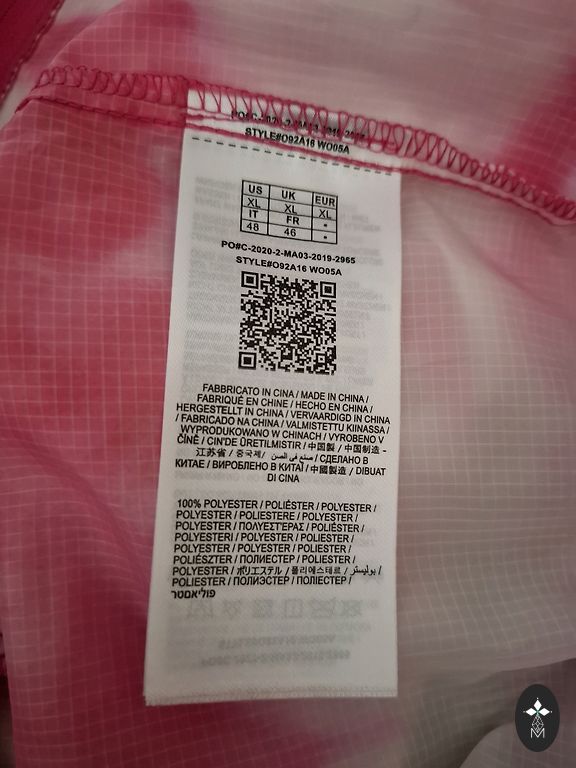 STYLE#O92A16 WO05A
US UK EUR
XL XL XL
IT FR -
48 46 -
PO#C-2020-2-MA03-2019-2965
STYLE#O92A16 WO05A
FABBRICATO IN CINA / MADE IN CHINA /
FABRIQUÉ EN CHINE / HECHO EN CHINA /
HERGESTELLT IN CHINA / VERVAARDIGD IN CHINA
/ FABRICADO NA CHINA / VALMISTETTU KIINASSA /
WYPRODUKOWANO W CHINACH / VYROBENO V
ČÍNĚ / CIN'DE ÜRETILMISTIR / 中国製 / 中国制造 -
江苏省 / 중국제 / صنع في الصين / СДЕЛАНО В
КИТАЕ / ВИРОБЛЕНО В КИТАЇ / 中國製造 / DIBUAT
DI CINA
100% POLYESTER / POLIÉSTER / POLYESTER /
POLYESTER / POLIESTERE / POLYESTER /
POLYESTER / ΠΟΛΥΕΣΤΈΡΑΣ / POLIÉSTER /
POLYESTERI / POLYESTER / POLYESTER /
POLYESTER / POLYESTER / POLIESTER /
POLIÉSZTER / ПОЛИЕСТЕР / POLIESTER /
POLYESTER / ポリエステル / 폴리에스테르 / بوليستر /
POLIESTER / ПОЛИЭСТЕР / ПОЛІЕСТЕР /
פוליאסטר
M